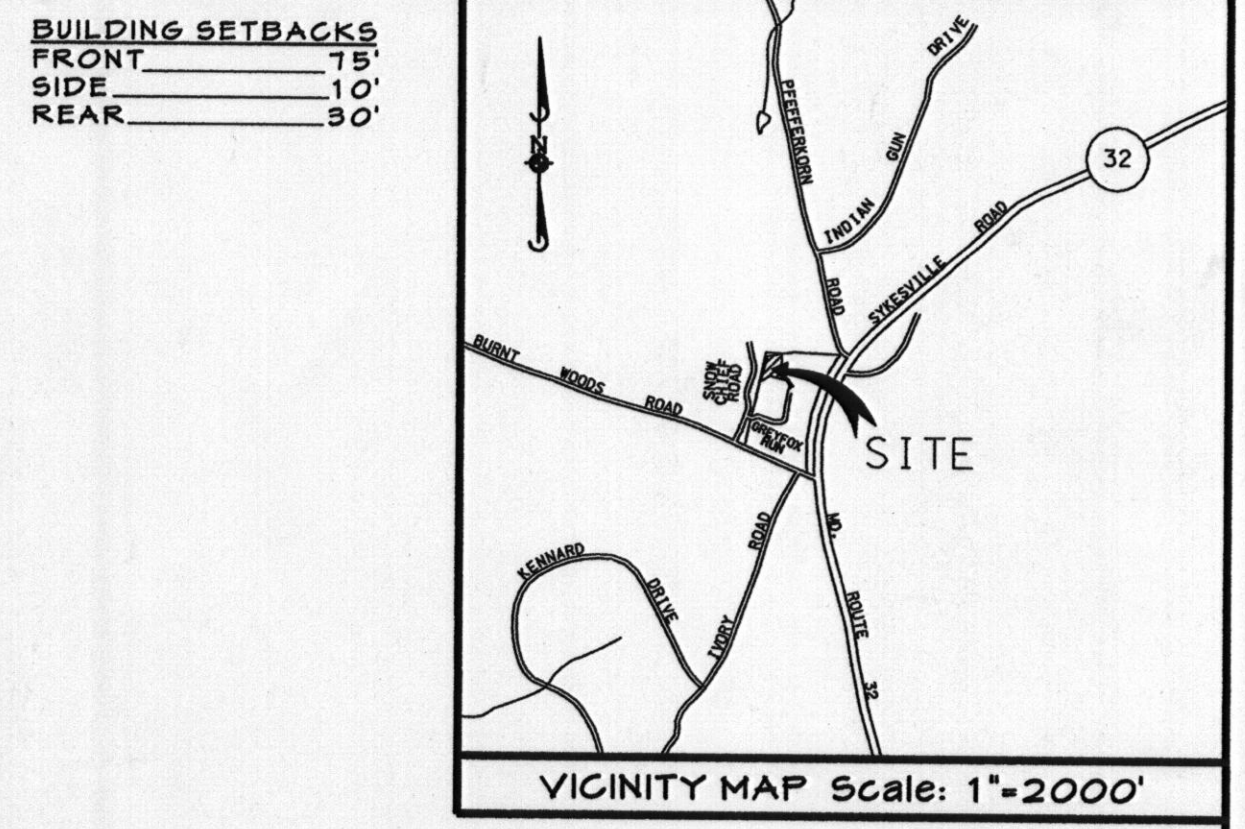 BUILDING SETBACKS
FRONT 75'
SIDE 10'
REAR 30'
N
PFEFFERKORN
ROAD
INDIAN
GUN
DRIVE
32
SYKESVILLE
ROAD
BURNT
WOODS
ROAD
SNOW
CHIEF
ROAD
GREYFOX
RUN
SITE
KENNARD
DRIVE
IVORY
ROAD
MD.
ROUTE
32
VICINITY MAP Scale: 1"=2000'